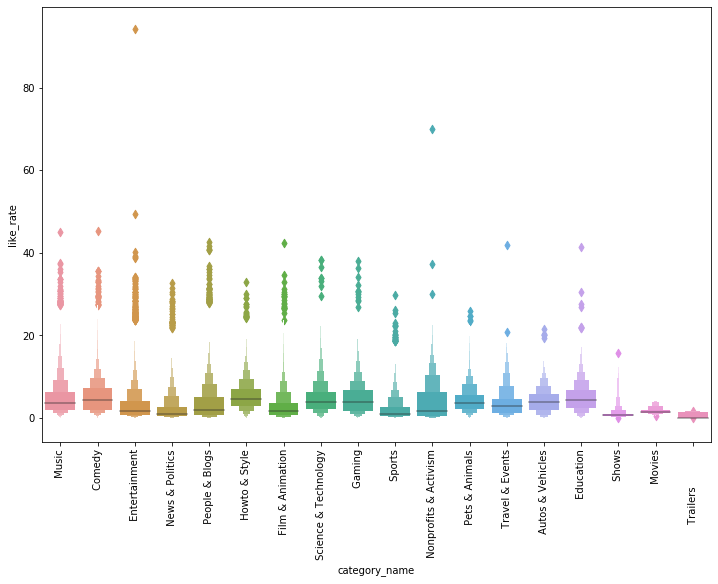 like_rate
80
60
40
20
0
Music
Comedy
Entertainment
News & Politics
People & Blogs
Howto & Style
Film & Animation
Science & Technology
Gaming
Sports
Nonprofits & Activism
Pets & Animals
Travel & Events
Autos & Vehicles
Education
Shows
Movies
Trailers
category_name